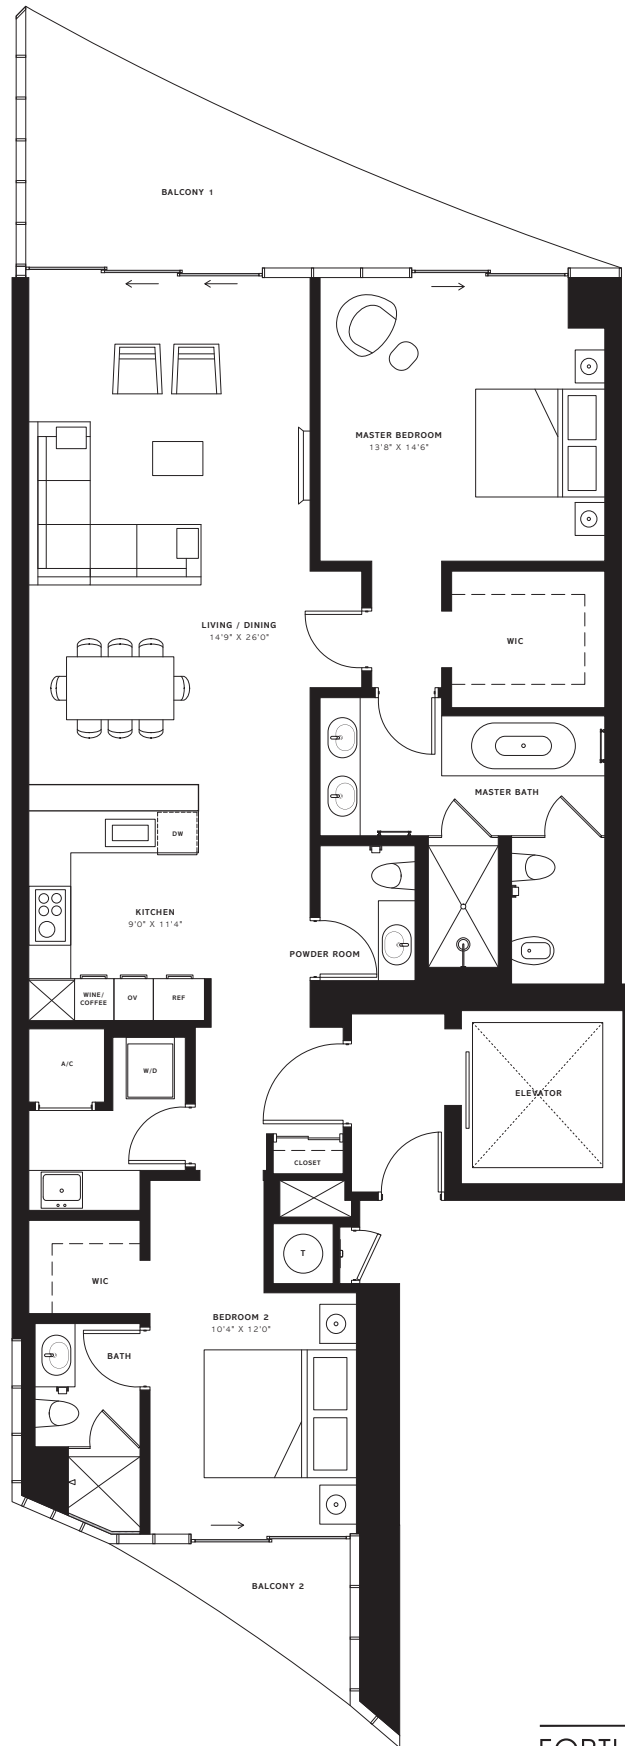 BALCONY 1
MASTER BEDROOM
13'8" X 14'6"
LIVING / DINING
14'9" X 26'0"
WIC
MASTER BATH
DW
KITCHEN
9'0" X 11'4"
POWDER ROOM
WINE/
COFFEE
OV
REF
A/C
W/D
ELEVATOR
CLOSET
T
WIC
BEDROOM 2
10'4" X 12'0"
BATH
BALCONY 2